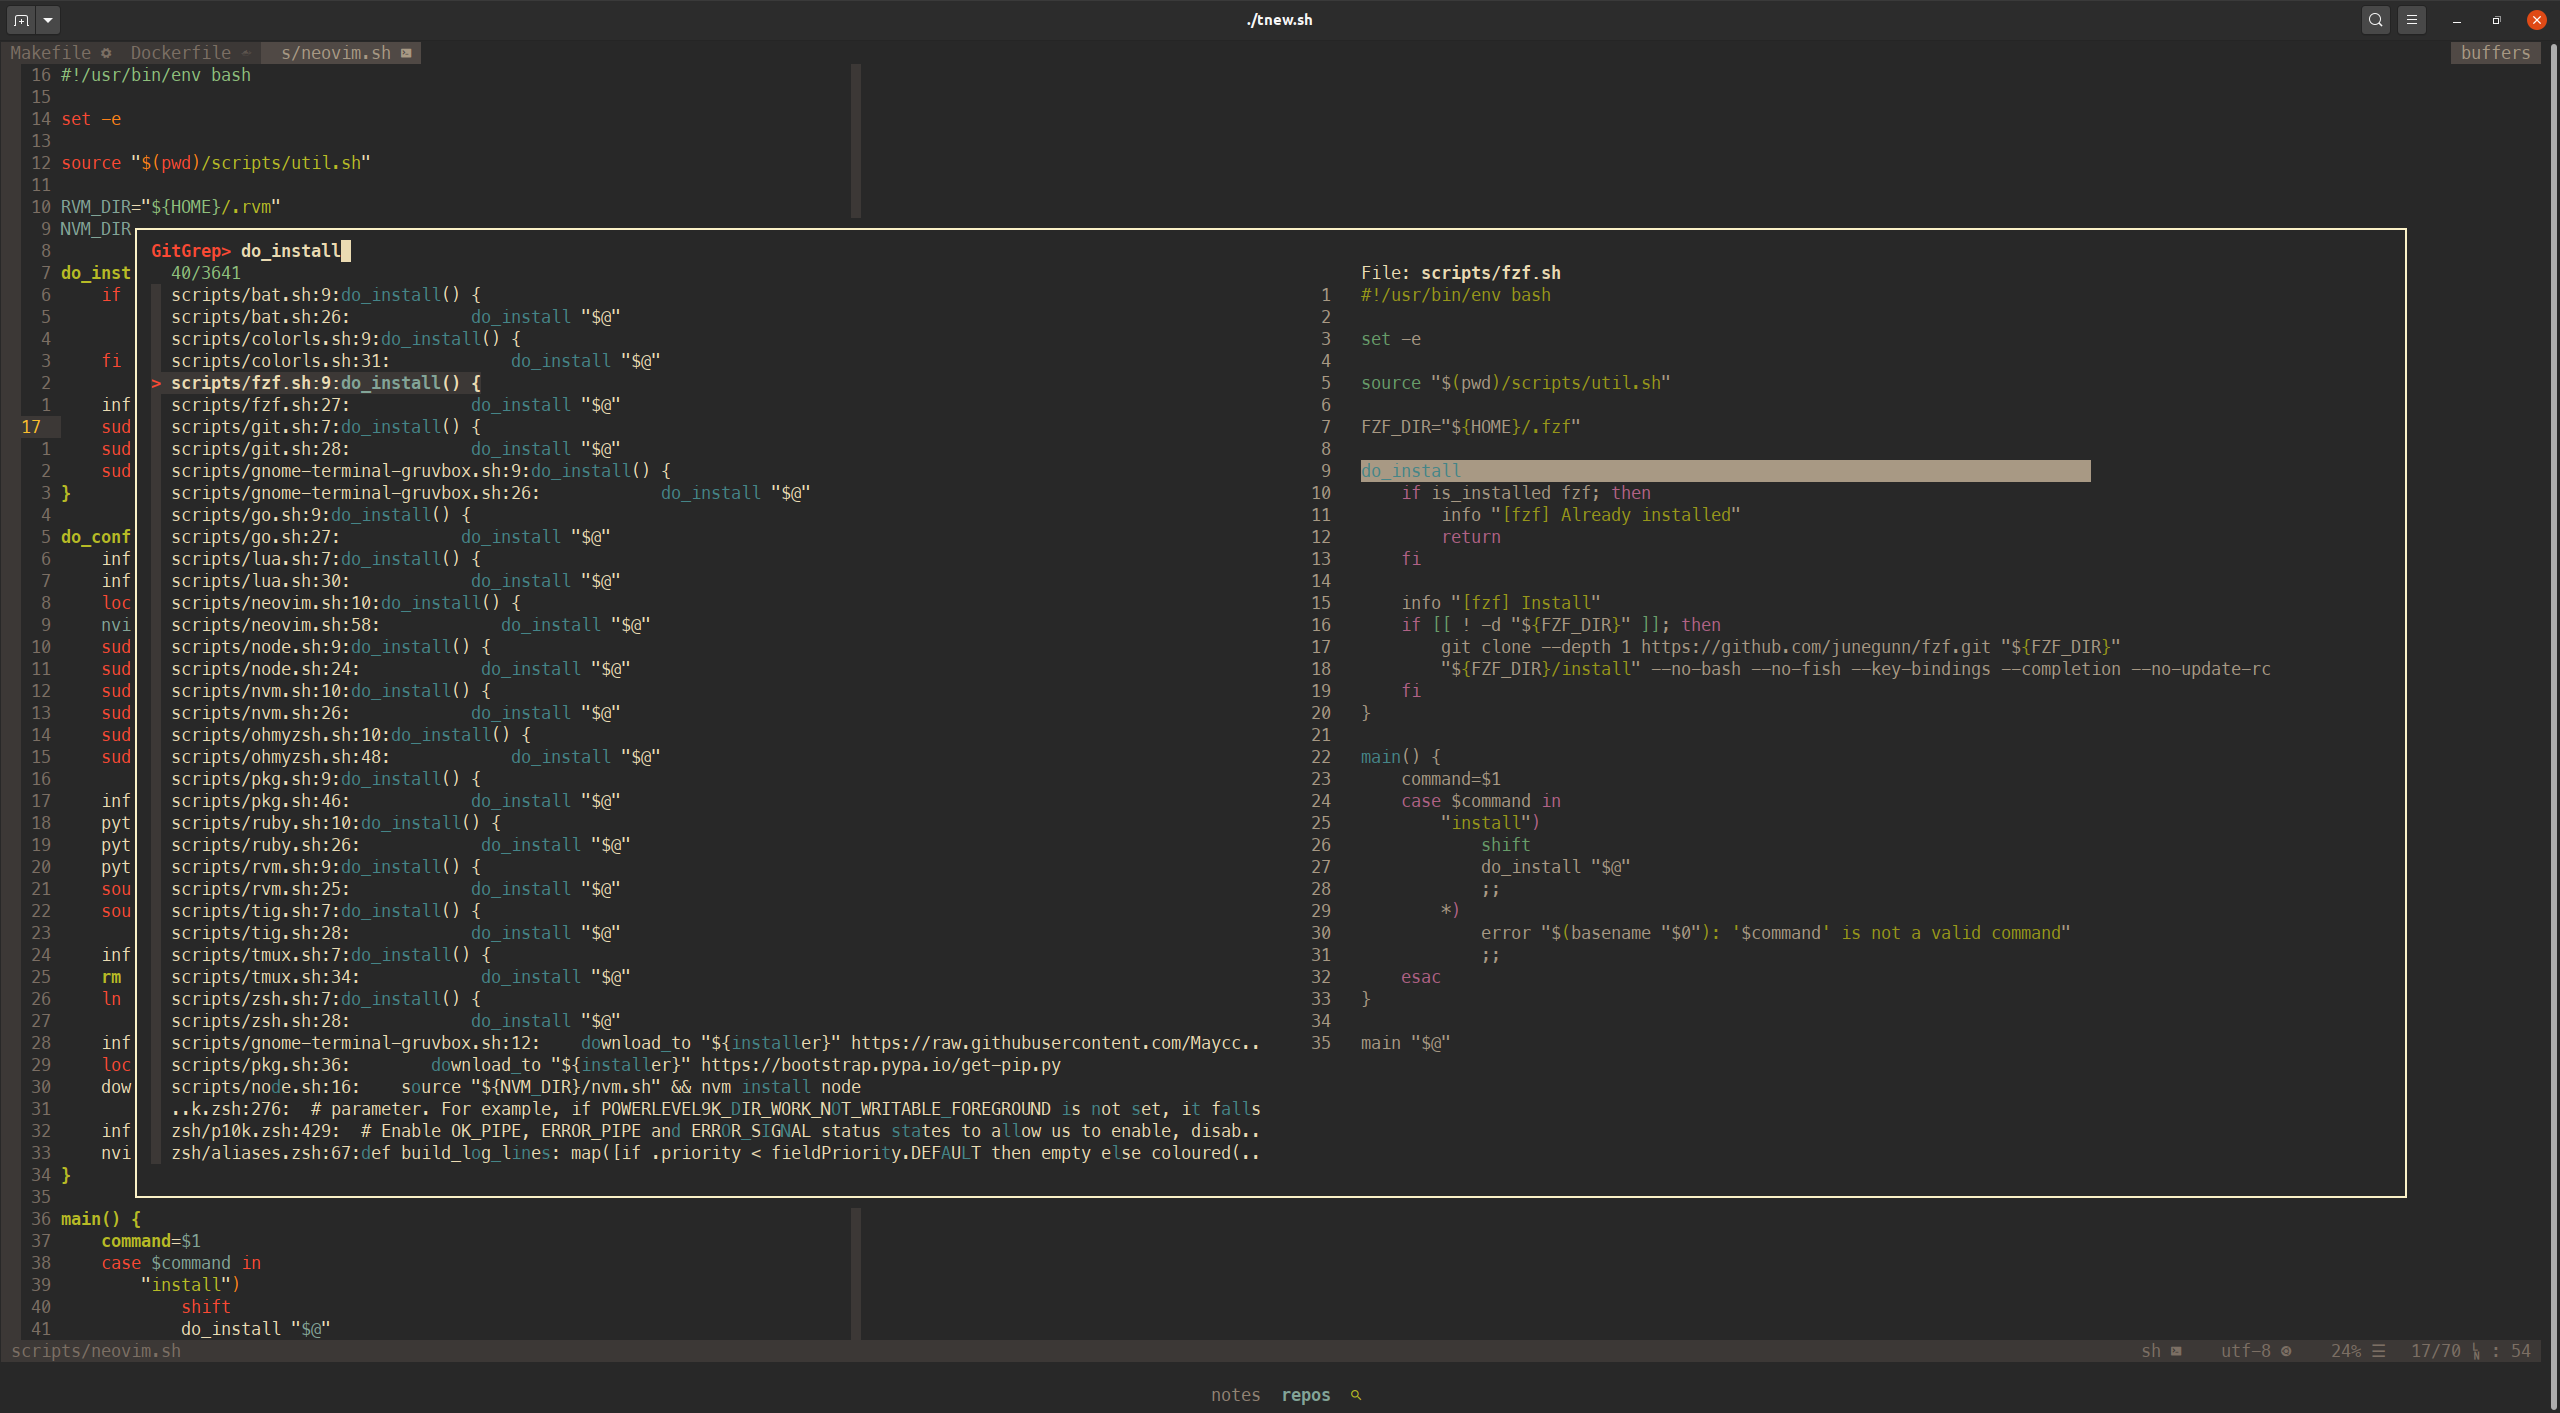 ./tnew.sh
Makefile Dockerfile s/neovim.sh buffers
16 #!/usr/bin/env bash
15
14 set -e
13
12 source "$(pwd)/scripts/util.sh"
11
10 RVM_DIR="${HOME}/.rvm"
9 NVM_DIR
8
7 do_inst
6 if
5
4
3 fi
2
1 inf
17 sud
1 sud
2 sud
3 }
4
5 do_conf
6 inf
7 inf
8 loc
9 nvi
10 sud
11 sud
12 sud
13 sud
14 sud
15 sud
16
17 inf
18 pyt
19 pyt
20 pyt
21 sou
22 sou
23
24 inf
25 rm
26 ln
27
28 inf
29 loc
30 dow
31
32 inf
33 nvi
34 }
35
36 main() {
37 command=$1
38 case $command in
39 "install")
40 shift
41 do_install "$@"
GitGrep> do_install
40/3641
scripts/bat.sh:9:do_install() {
scripts/bat.sh:26: do_install "$@"
scripts/colorls.sh:9:do_install() {
scripts/colorls.sh:31: do_install "$@"
> scripts/fzf.sh:9:do_install() {
scripts/fzf.sh:27: do_install "$@"
scripts/git.sh:7:do_install() {
scripts/git.sh:28: do_install "$@"
scripts/gnome-terminal-gruvbox.sh:9:do_install() {
scripts/gnome-terminal-gruvbox.sh:26: do_install "$@"
scripts/go.sh:9:do_install() {
scripts/go.sh:27: do_install "$@"
scripts/lua.sh:7:do_install() {
scripts/lua.sh:30: do_install "$@"
scripts/neovim.sh:10:do_install() {
scripts/neovim.sh:58: do_install "$@"
scripts/node.sh:9:do_install() {
scripts/node.sh:24: do_install "$@"
scripts/nvm.sh:10:do_install() {
scripts/nvm.sh:26: do_install "$@"
scripts/ohmyzsh.sh:10:do_install() {
scripts/ohmyzsh.sh:48: do_install "$@"
scripts/pkg.sh:9:do_install() {
scripts/pkg.sh:46: do_install "$@"
scripts/ruby.sh:10:do_install() {
scripts/ruby.sh:26: do_install "$@"
scripts/rvm.sh:9:do_install() {
scripts/rvm.sh:25: do_install "$@"
scripts/tig.sh:7:do_install() {
scripts/tig.sh:28: do_install "$@"
scripts/tmux.sh:7:do_install() {
scripts/tmux.sh:34: do_install "$@"
scripts/zsh.sh:7:do_install() {
scripts/zsh.sh:28: do_install "$@"
scripts/gnome-terminal-gruvbox.sh:12: download_to "${installer}" https://raw.githubusercontent.com/Maycc..
scripts/pkg.sh:36: download_to "${installer}" https://bootstrap.pypa.io/get-pip.py
scripts/node.sh:16: source "${NVM_DIR}/nvm.sh" && nvm install node
..k.zsh:276: # parameter. For example, if POWERLEVEL9K_DIR_WORK_NOT_WRITABLE_FOREGROUND is not set, it falls
zsh/p10k.zsh:429: # Enable OK_PIPE, ERROR_PIPE and ERROR_SIGNAL status states to allow us to enable, disab..
zsh/aliases.zsh:67:def build_log_lines: map([if .priority < fieldPriority.DEFAULT then empty else coloured(..
File: scripts/fzf.sh
1 #!/usr/bin/env bash
2
3 set -e
4
5 source "$(pwd)/scripts/util.sh"
6
7 FZF_DIR="${HOME}/.fzf"
8
9 do_install
10 if is_installed fzf; then
11 info "[fzf] Already installed"
12 return
13 fi
14
15 info "[fzf] Install"
16 if [[ ! -d "${FZF_DIR}" ]]; then
17 git clone --depth 1 https://github.com/junegunn/fzf.git "${FZF_DIR}"
18 "${FZF_DIR}/install" --no-bash --no-fish --key-bindings --completion --no-update-rc
19 fi
20 }
21
22 main() {
23 command=$1
24 case $command in
25 "install")
26 shift
27 do_install "$@"
28 ;;
29 *)
30 error "$(basename "$0"): '$command' is not a valid command"
31 ;;
32 esac
33 }
34
35 main "$@"
scripts/neovim.sh sh utf-8 24% ☰ 17/70 : 54
notes repos